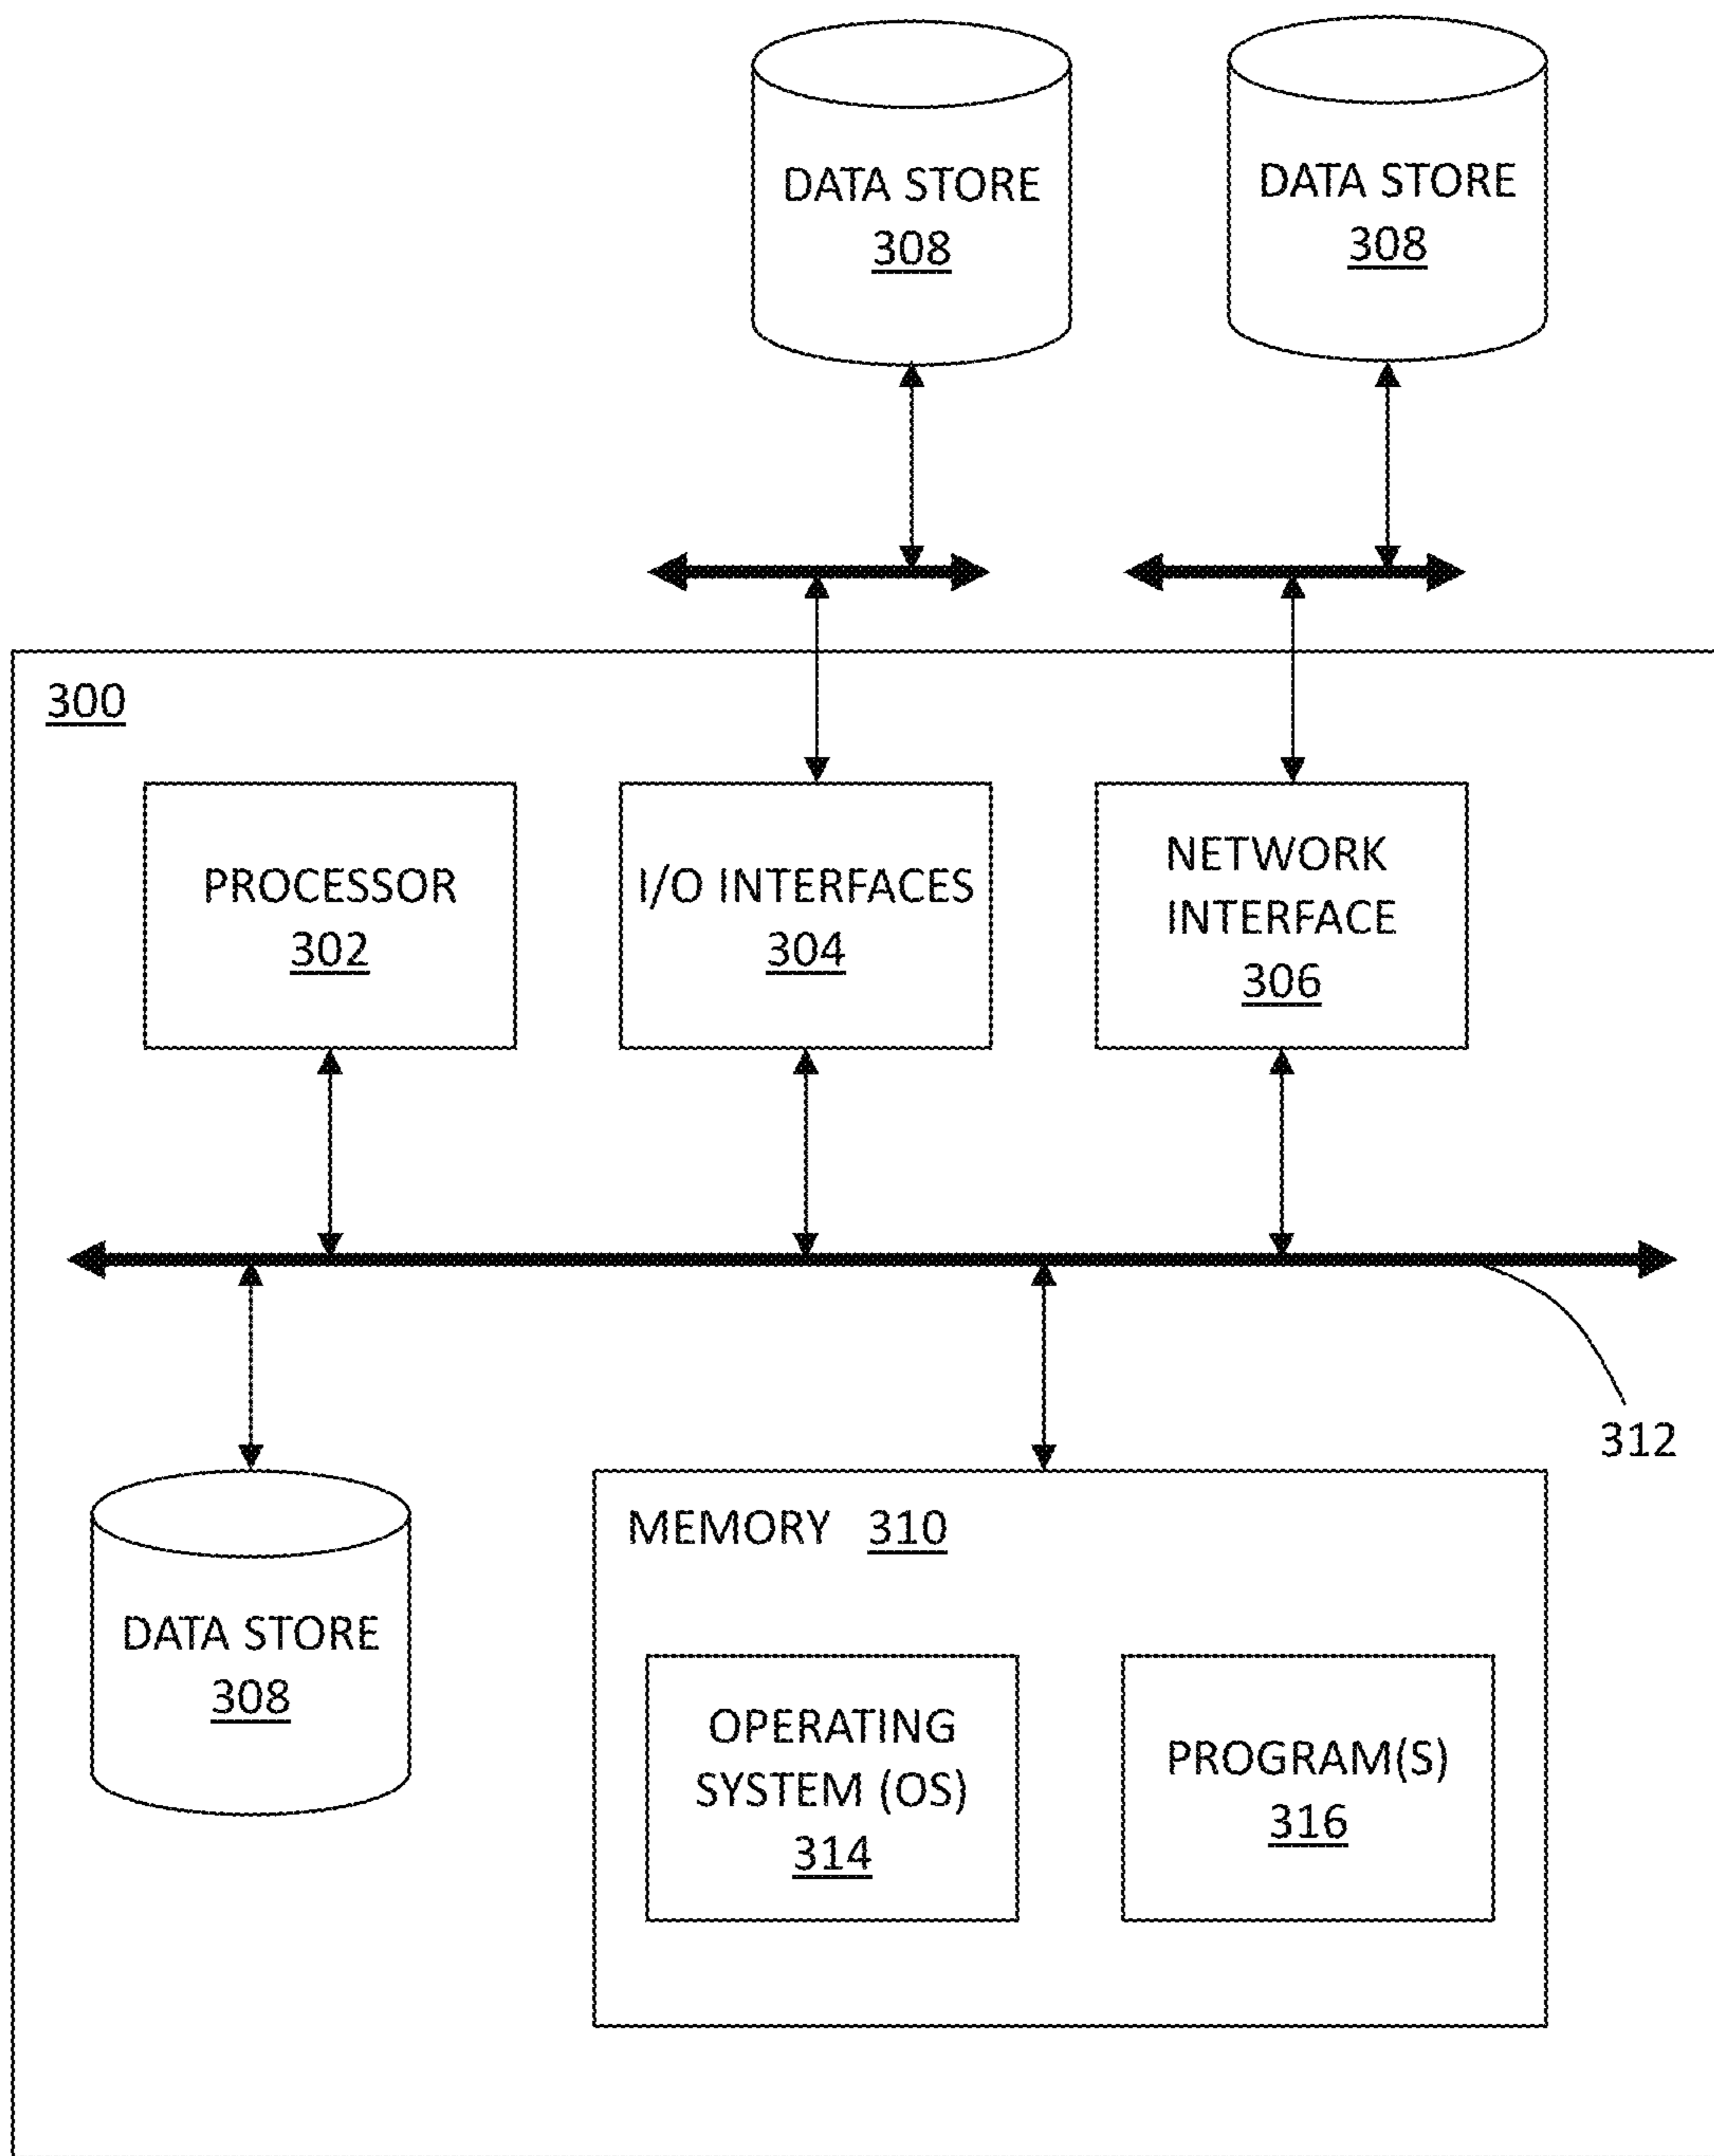 DATA STORE
308
DATA STORE
308
300
PROCESSOR
302
I/O INTERFACES
304
NETWORK
INTERFACE
306
312
DATA STORE
308
MEMORY 310
OPERATING
SYSTEM (OS)
314
PROGRAM(S)
316